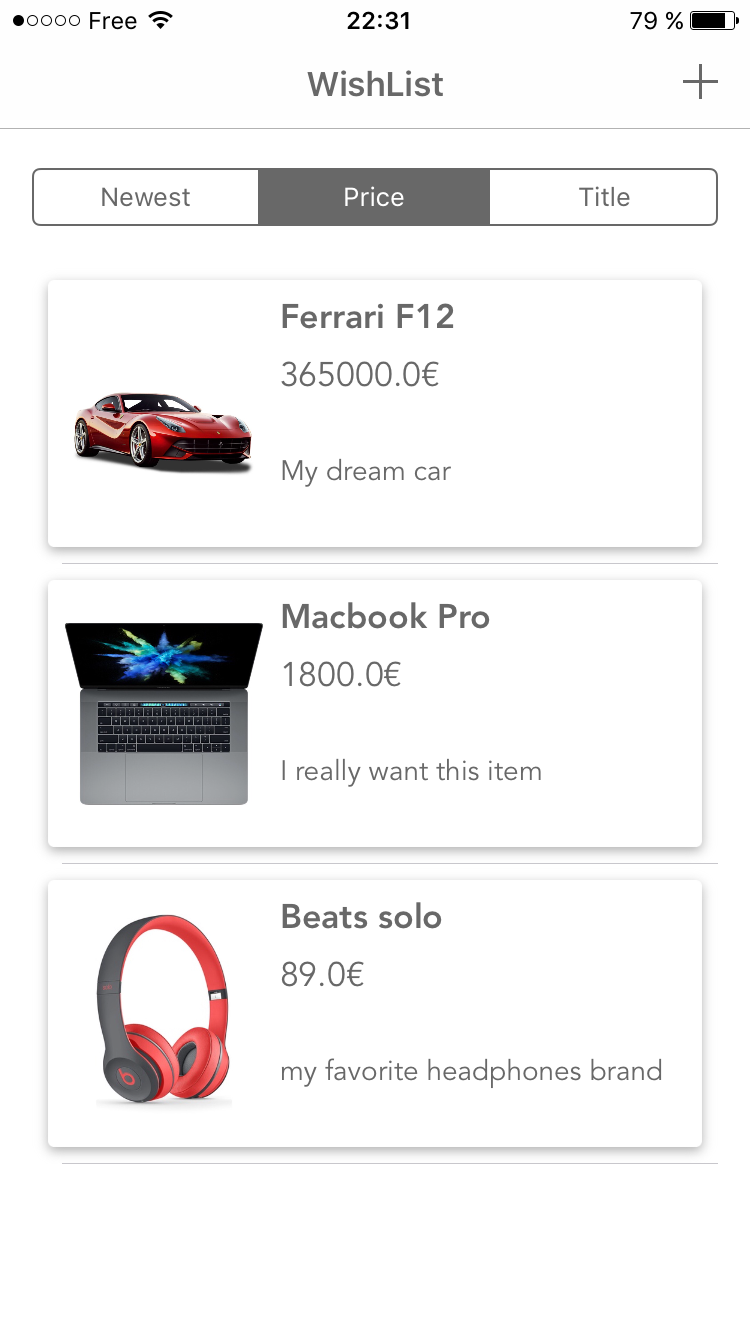 Free 22:31 79 %
WishList
Newest Price Title
Ferrari F12
365000.0€
My dream car
Macbook Pro
1800.0€
I really want this item
Beats solo
89.0€
my favorite headphones brand